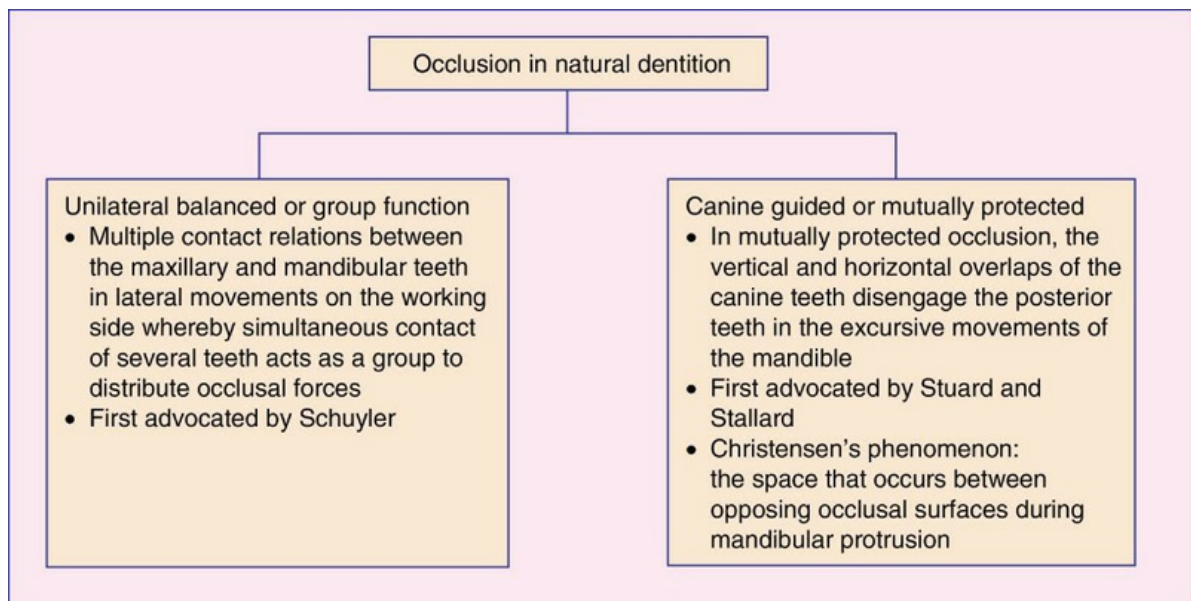 Occlusion in natural dentition
Unilateral balanced or group function
• Multiple contact relations between
the maxillary and mandibular teeth
in lateral movements on the working
side whereby simultaneous contact
of several teeth acts as a group to
distribute occlusal forces
• First advocated by Schuyler
Canine guided or mutually protected
• In mutually protected occlusion, the
vertical and horizontal overlaps of the
canine teeth disengage the posterior
teeth in the excursive movements of
the mandible
• First advocated by Stuard and
Stallard
• Christensen's phenomenon:
the space that occurs between
opposing occlusal surfaces during
mandibular protrusion